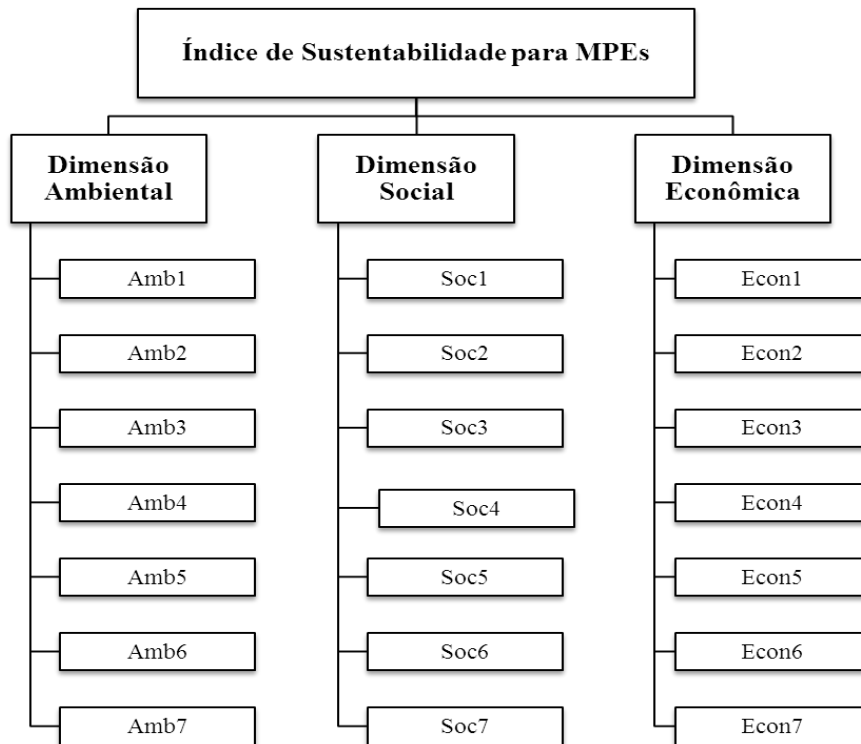 Índice de Sustentabilidade para MPEs
Dimensão
Ambiental
Amb1
Amb2
Amb3
Amb4
Amb5
Amb6
Amb7
Dimensão
Social
Soc1
Soc2
Soc3
Soc4
Soc5
Soc6
Soc7
Dimensão
Econômica
Econ1
Econ2
Econ3
Econ4
Econ5
Econ6
Econ7